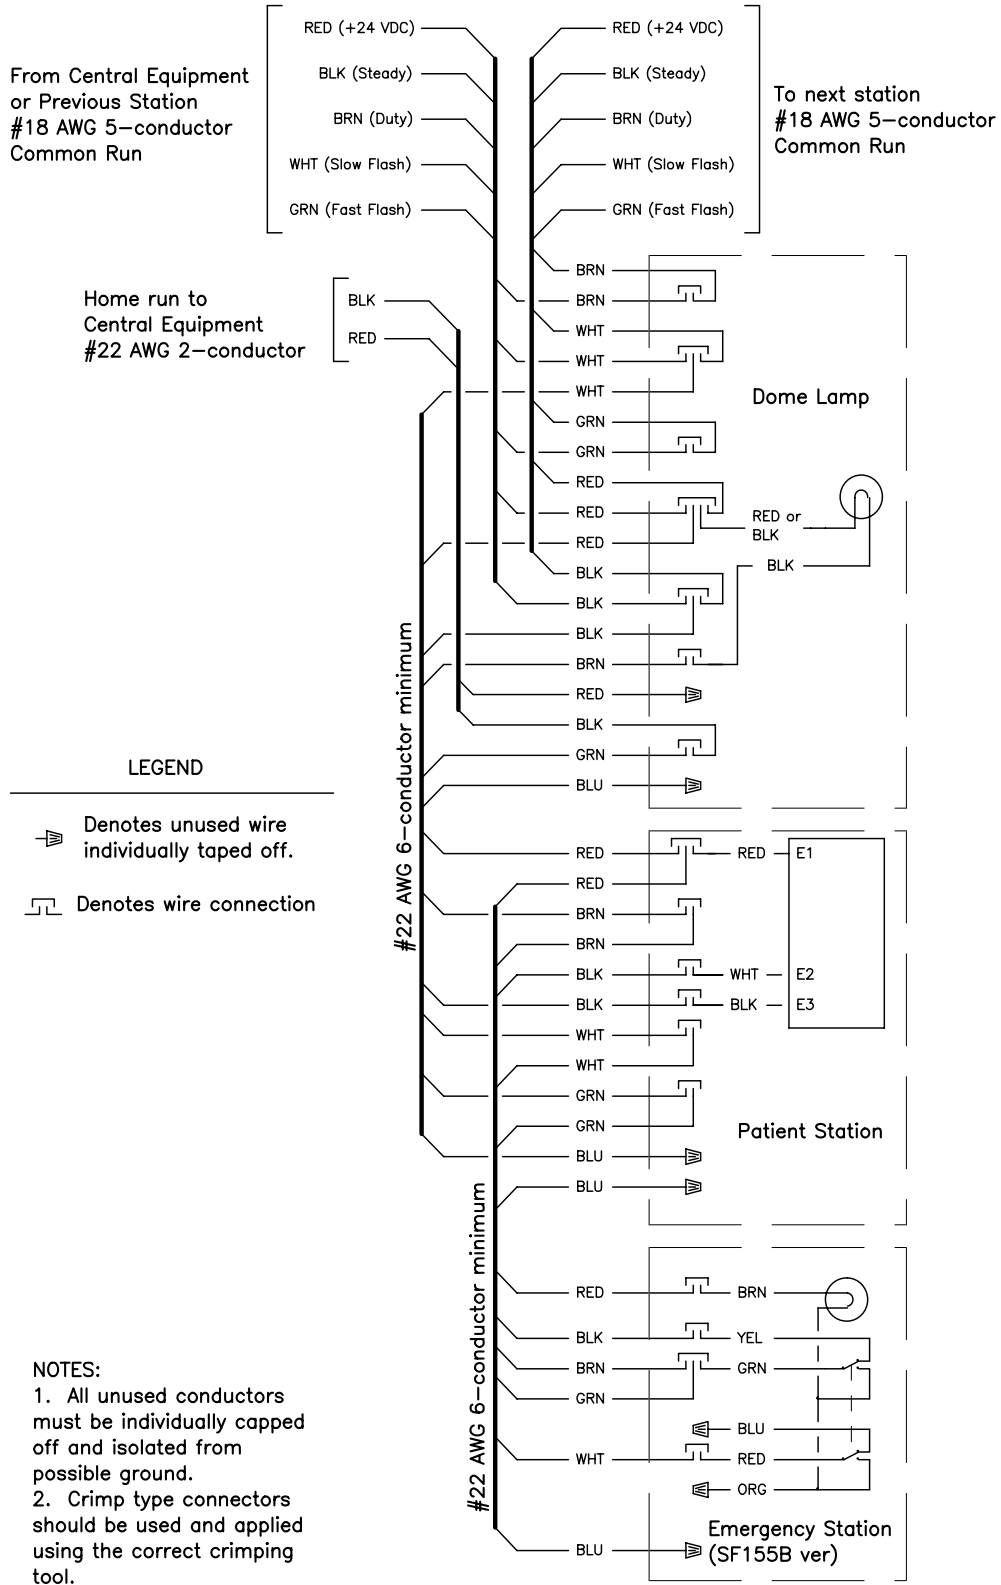 RED (+24 VDC)
BLK (Steady)
BRN (Duty)
WHT (Slow Flash)
GRN (Fast Flash)
From Central Equipment
or Previous Station
#18 AWG 5-conductor
Common Run
RED (+24 VDC)
BLK (Steady)
BRN (Duty)
WHT (Slow Flash)
GRN (Fast Flash)
To next station
#18 AWG 5-conductor
Common Run
Home run to
Central Equipment
#22 AWG 2-conductor
BLK
RED
BRN
BRN
WHT
WHT
WHT
GRN
GRN
RED
RED
RED
BLK
BLK
BLK
BRN
RED
BLK
GRN
BLU
Dome Lamp
RED or
BLK
BLK
#22 AWG 6-conductor minimum
LEGEND
Denotes unused wire
individually taped off.
Denotes wire connection
RED
RED
BRN
BRN
BLK
BLK
WHT
WHT
GRN
GRN
BLU
BLU
RED
E1
WHT
E2
BLK
E3
Patient Station
#22 AWG 6-conductor minimum
RED
BLK
BRN
GRN
WHT
BLU
BRN
YEL
GRN
BLU
RED
ORG
Emergency Station
(SF155B ver)
NOTES:
1. All unused conductors
must be individually capped
off and isolated from
possible ground.
2. Crimp type connectors
should be used and applied
using the correct crimping
tool.